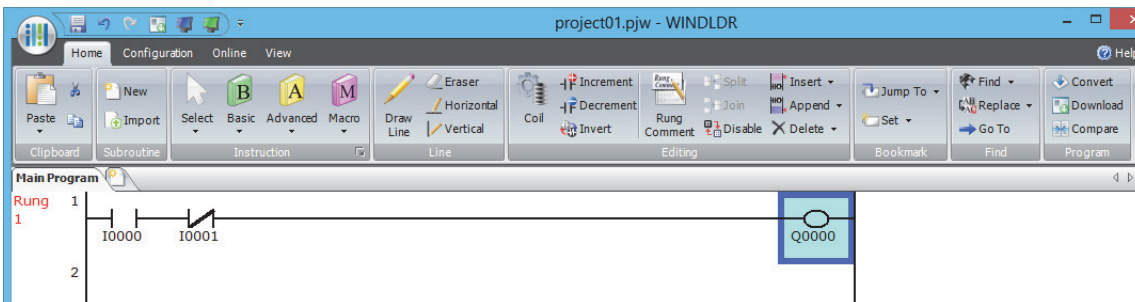 project01.pjw - WINDLDR
Home Configuration Online View Help
Paste
New
Import
Select Basic Advanced Macro
B A M
Draw Line
Eraser
Horizontal
Vertical
Coil
Increment
Decrement
Invert
Rung Comment
Split
Join
Disable
Insert
Append
Delete
Jump To
Set
Find
Replace
Go To
Convert
Download
Compare
Clipboard Subroutine Instruction Line Editing Bookmark Find Program
Main Program
Rung 1
1
I0000 I0001 Q0000
2